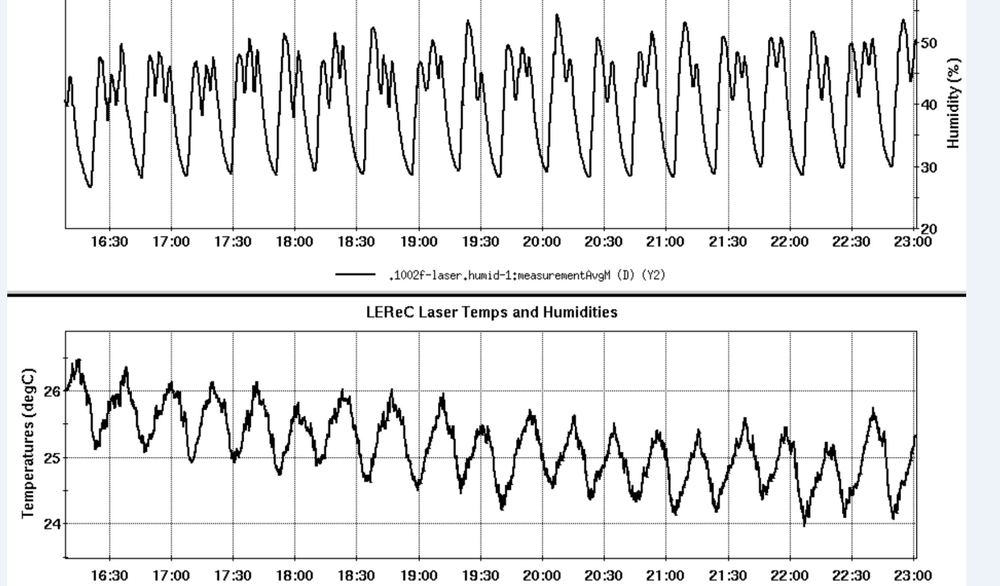 50
40
30
20
Humidity (%)
16:30 17:00 17:30 18:00 18:30 19:00 19:30 20:00 20:30 21:00 21:30 22:00 22:30 23:00
.1002f-laser.humid-1:measurementAvgM (D) (Y2)
LEReC Laser Temps and Humidities
Temperatures (degC)
26
25
24
16:30 17:00 17:30 18:00 18:30 19:00 19:30 20:00 20:30 21:00 21:30 22:00 22:30 23:00